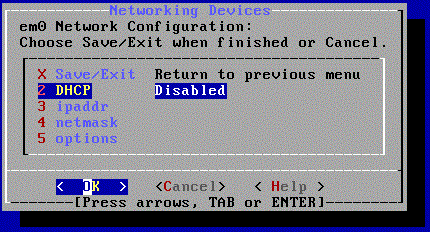 Networking Devices
em0 Network Configuration:
Choose Save/Exit when finished or Cancel.
X Save/Exit Return to previous menu
2 DHCP Disabled
3 ipaddr
4 netmask
5 options
< OK > <Cancel> < Help >
[Press arrows, TAB or ENTER]